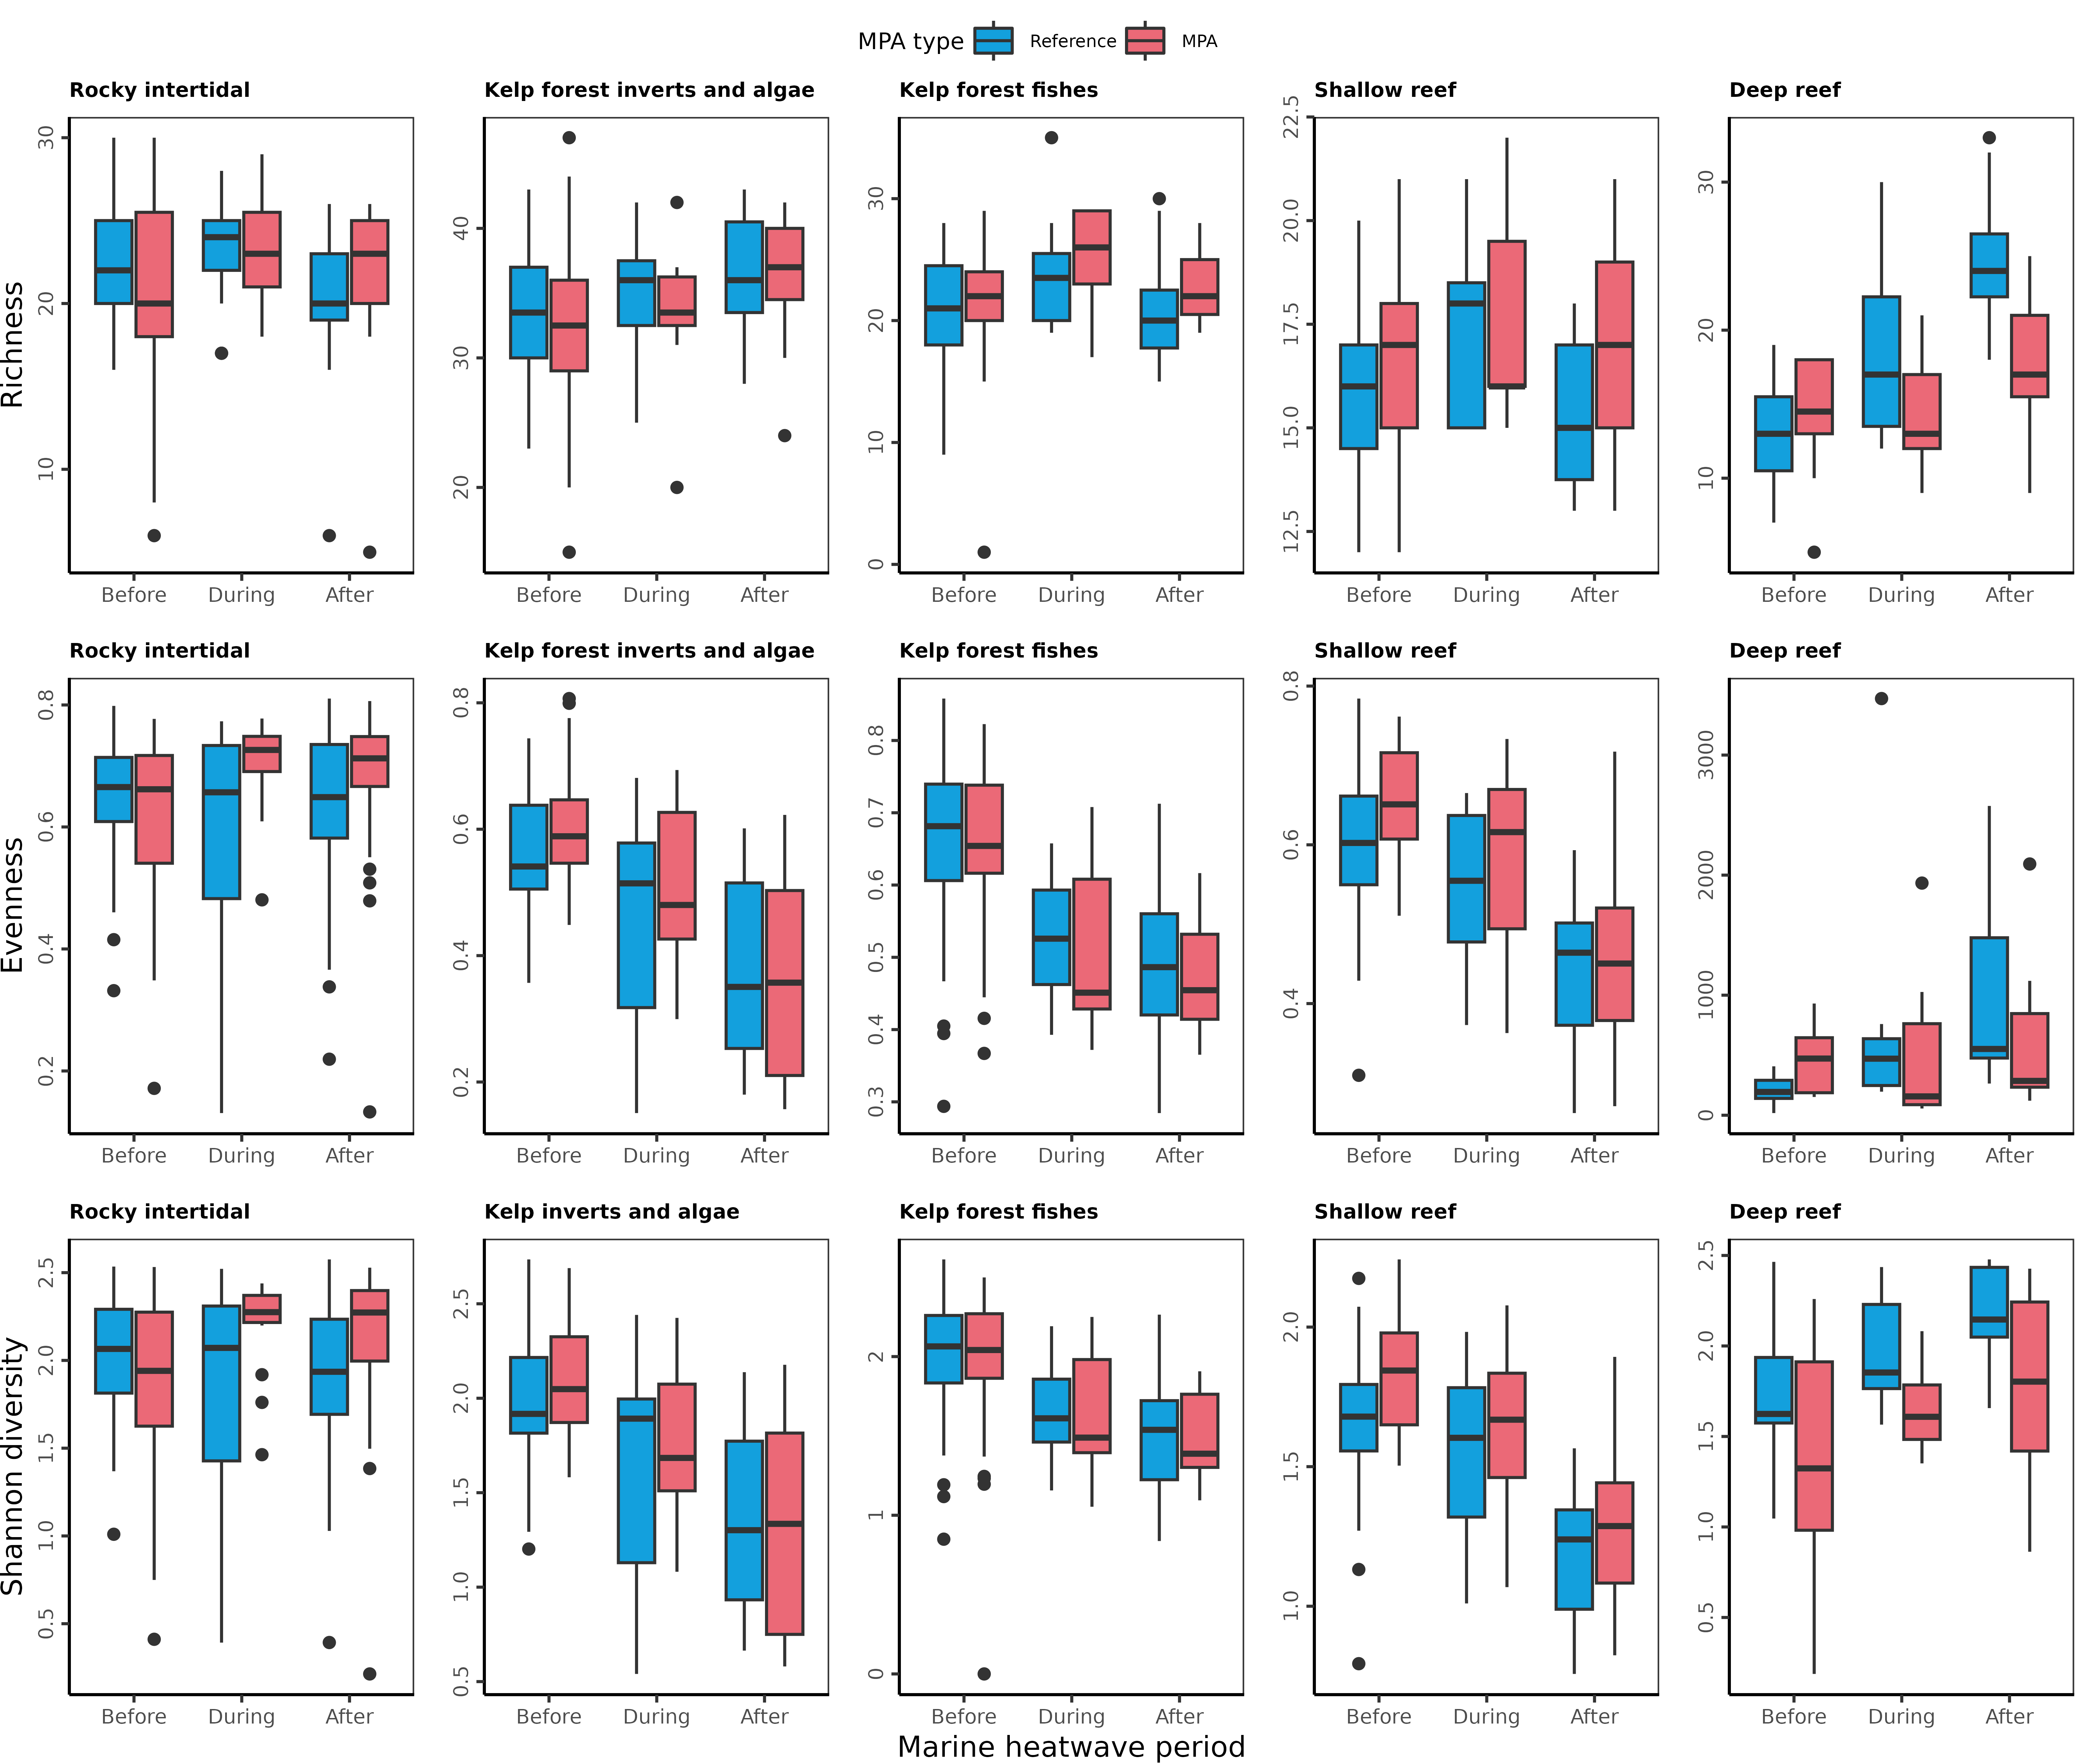 MPA type Reference MPA
Rocky intertidal Kelp forest inverts and algae Kelp forest fishes Shallow reef Deep reef
Richness
30 20 10
40 30 20
30 20 10 0
22.5 20.0 17.5 15.0 12.5
30 20 10
Before During After Before During After Before During After Before During After Before During After
Rocky intertidal Kelp forest inverts and algae Kelp forest fishes Shallow reef Deep reef
Evenness
0.8 0.6 0.4 0.2
0.8 0.6 0.4 0.2
0.8 0.7 0.6 0.5 0.4 0.3
0.8 0.6 0.4
3000 2000 1000 0
Before During After Before During After Before During After Before During After Before During After
Rocky intertidal Kelp inverts and algae Kelp forest fishes Shallow reef Deep reef
Shannon diversity
2.5 2.0 1.5 1.0 0.5
2.5 2.0 1.5 1.0 0.5
2 1 0
2.0 1.5 1.0
2.5 2.0 1.5 1.0 0.5
Before During After Before During After Before During After Before During After Before During After
Marine heatwave period